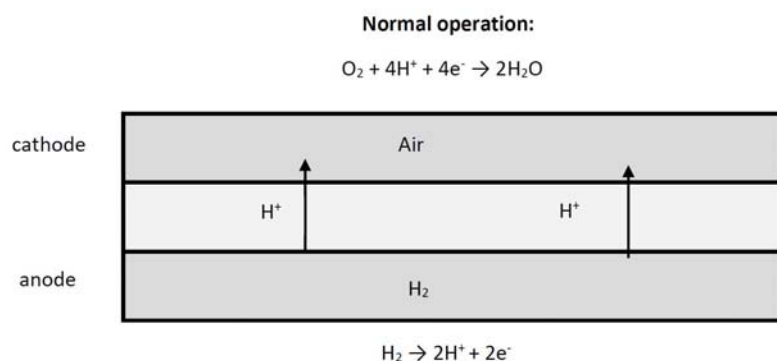 Normal operation:
O₂ + 4H⁺ + 4e⁻ → 2H₂O
cathode
Air
H⁺
H⁺
anode
H₂
H₂ → 2H⁺ + 2e⁻